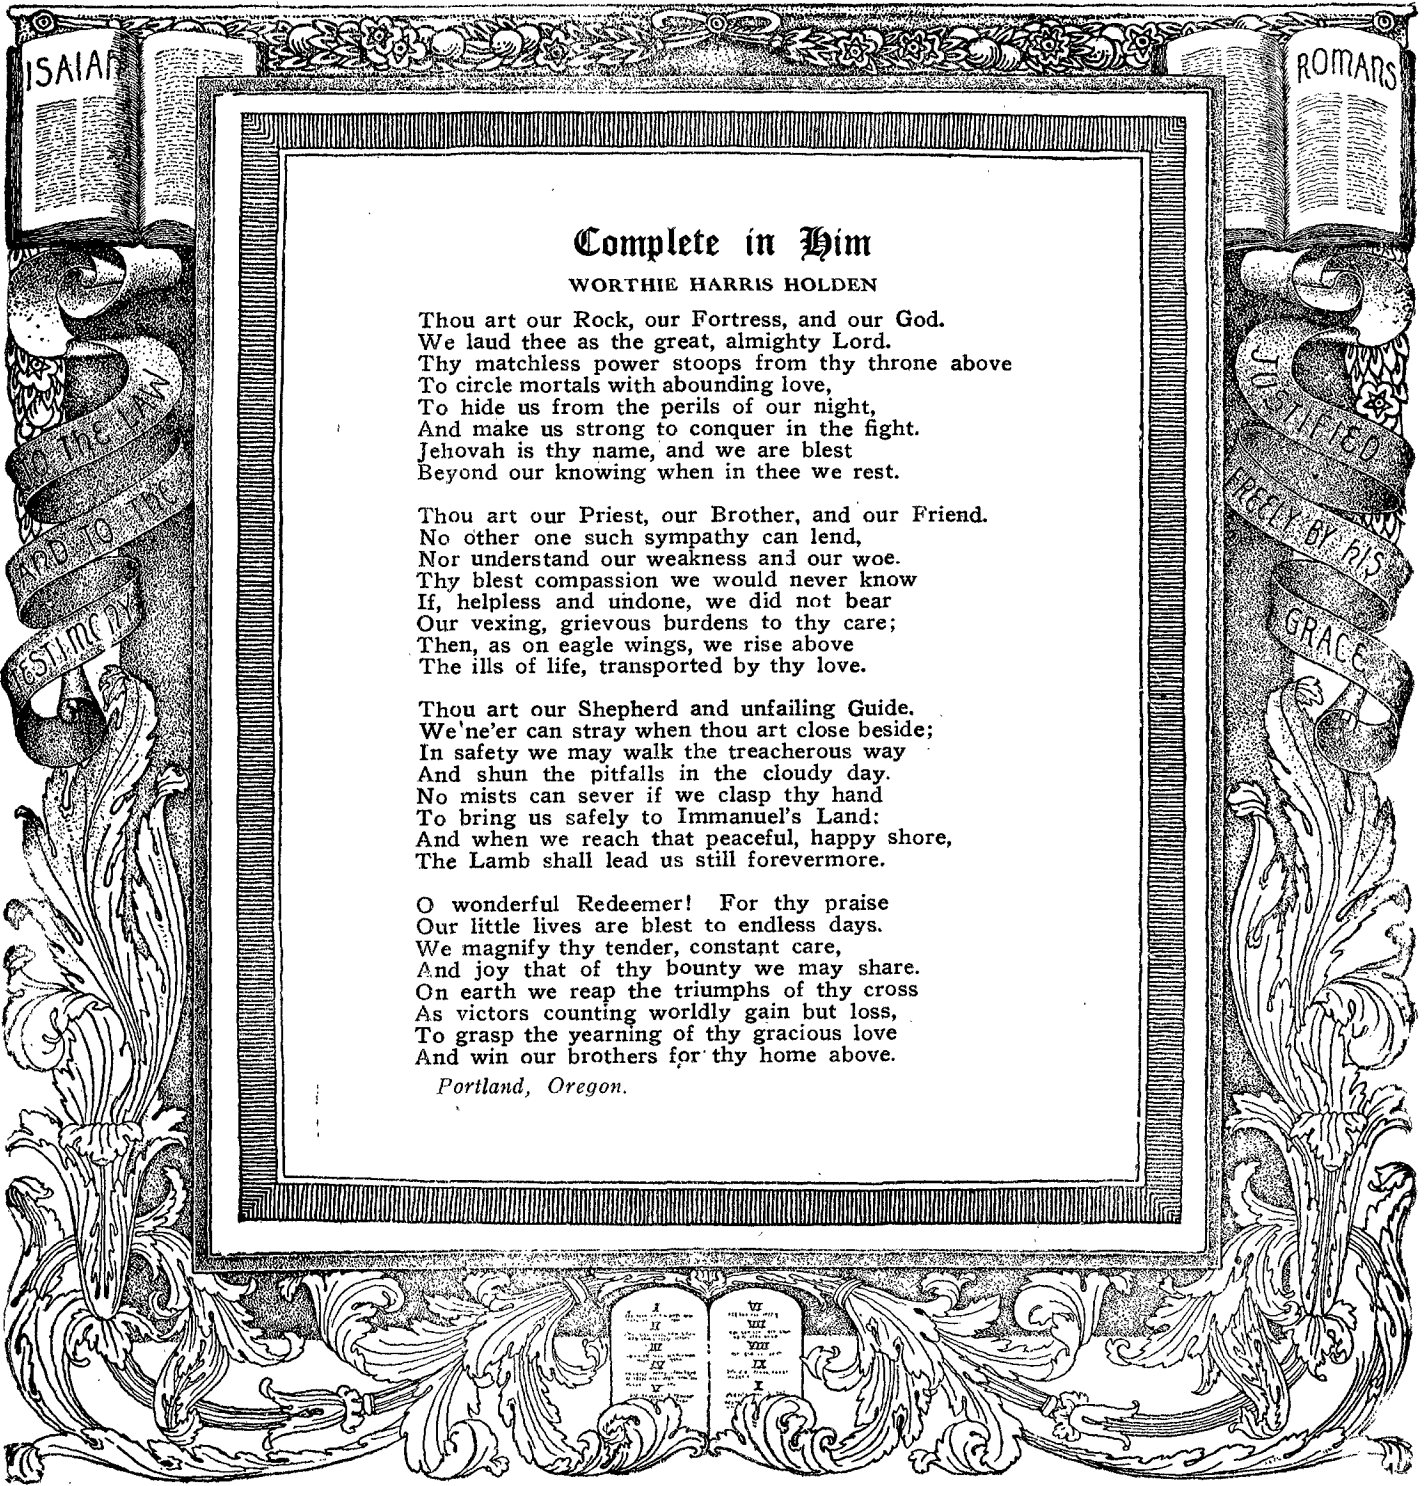 ISAIAH
ROMANS
TO THE LAW
AND TO THE
TESTIMONY
JUSTIFIED
FREELY BY HIS
GRACE
Complete in Him
WORTHIE HARRIS HOLDEN
Thou art our Rock, our Fortress, and our God.
We laud thee as the great, almighty Lord.
Thy matchless power stoops from thy throne above
To circle mortals with abounding love,
To hide us from the perils of our night,
And make us strong to conquer in the fight.
Jehovah is thy name, and we are blest
Beyond our knowing when in thee we rest.
Thou art our Priest, our Brother, and our Friend.
No other one such sympathy can lend,
Nor understand our weakness and our woe.
Thy blest compassion we would never know
If, helpless and undone, we did not bear
Our vexing, grievous burdens to thy care;
Then, as on eagle wings, we rise above
The ills of life, transported by thy love.
Thou art our Shepherd and unfailing Guide.
We ne'er can stray when thou art close beside;
In safety we may walk the treacherous way
And shun the pitfalls in the cloudy day.
No mists can sever if we clasp thy hand
To bring us safely to Immanuel's Land:
And when we reach that peaceful, happy shore,
The Lamb shall lead us still forevermore.
O wonderful Redeemer! For thy praise
Our little lives are blest to endless days.
We magnify thy tender, constant care,
And joy that of thy bounty we may share.
On earth we reap the triumphs of thy cross
As victors counting worldly gain but loss,
To grasp the yearning of thy gracious love
And win our brothers for thy home above.
Portland, Oregon.
I
II
III
IV
V
VI
VII
VIII
IX
X